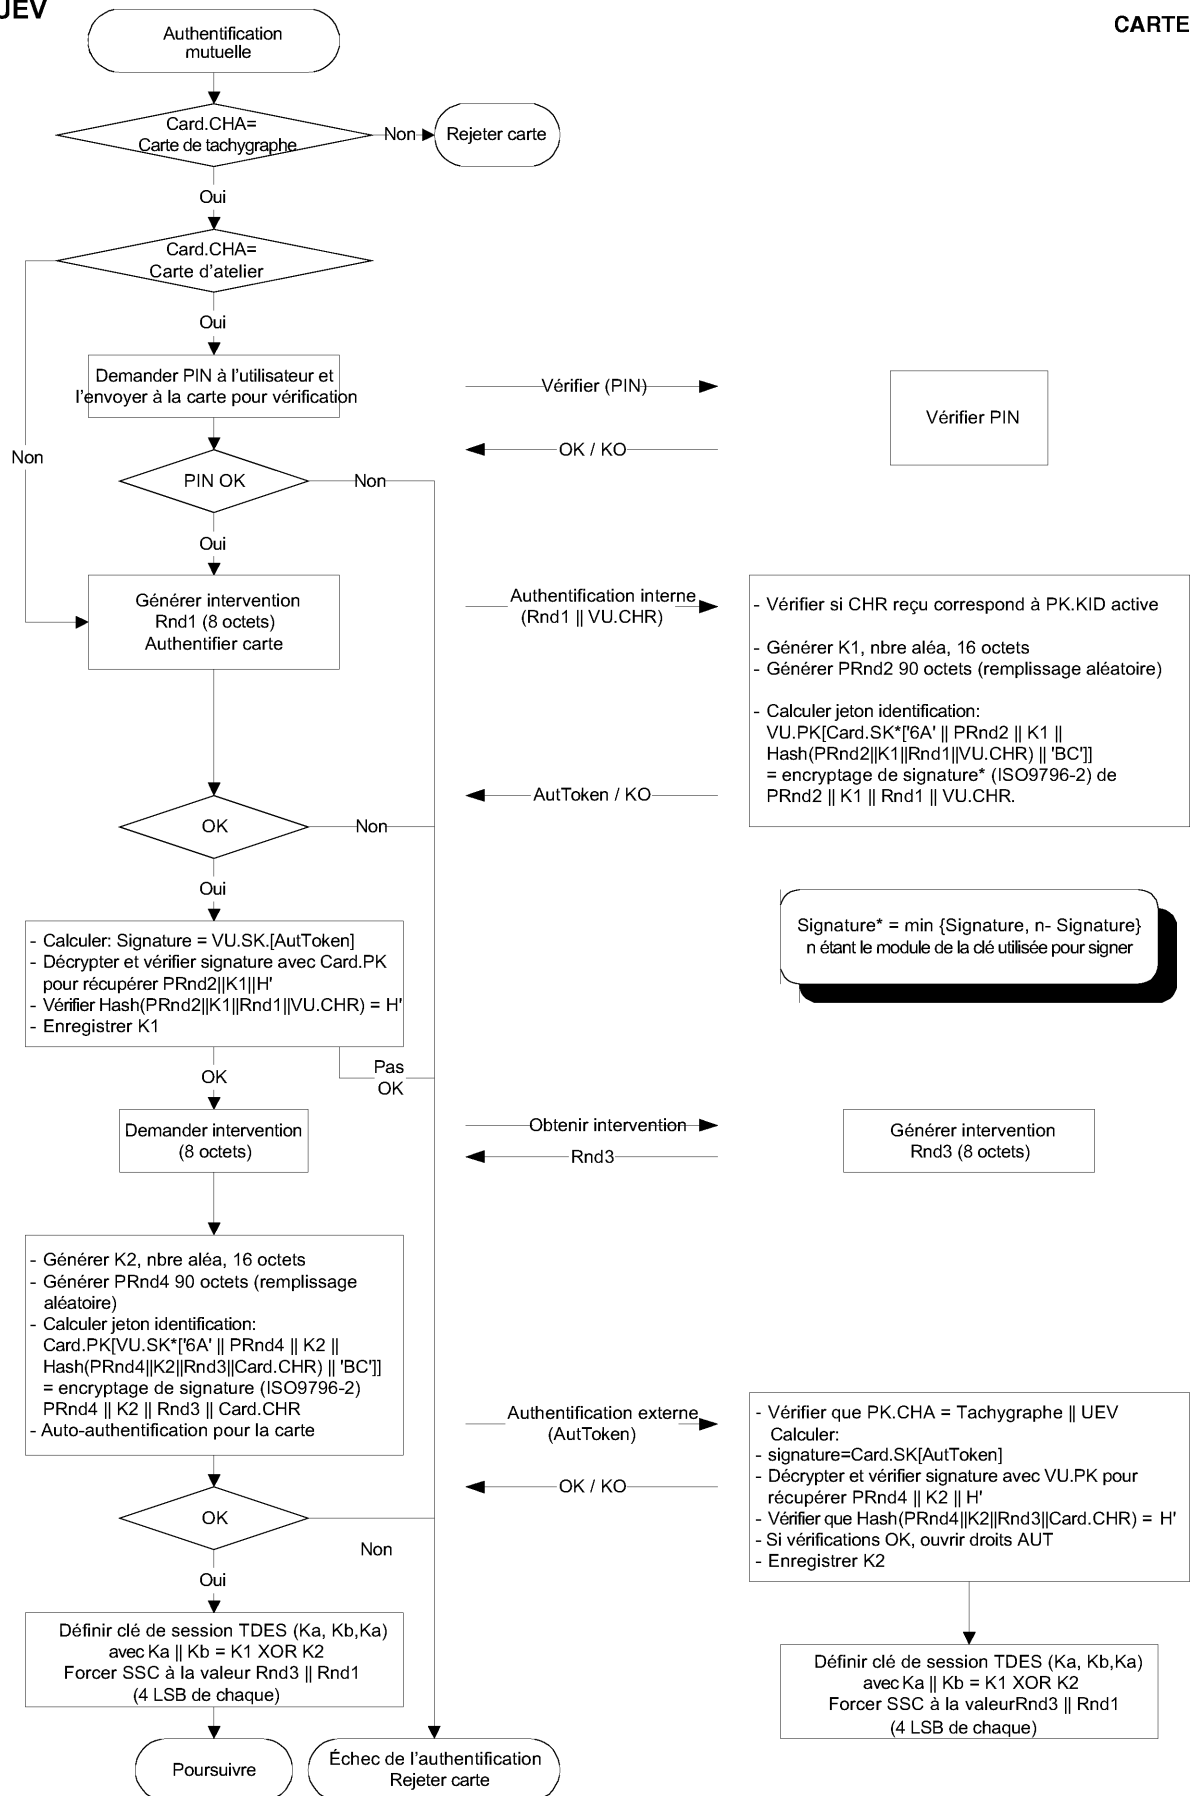 UEV
CARTE
Authentification
mutuelle
Card.CHA=
Carte de tachygraphe
Non
Rejeter carte
Oui
Card.CHA=
Carte d'atelier
Oui
Non
Demander PIN à l'utilisateur et
l'envoyer à la carte pour vérification
Vérifier (PIN)
Vérifier PIN
OK / KO
PIN OK
Non
Oui
Générer intervention
Rnd1 (8 octets)
Authentifier carte
Authentification interne
(Rnd1 || VU.CHR)
- Vérifier si CHR reçu correspond à PK.KID active
- Générer K1, nbre aléa, 16 octets
- Générer PRnd2 90 octets (remplissage aléatoire)
- Calculer jeton identification:
VU.PK[Card.SK*['6A' || PRnd2 || K1 ||
Hash(PRnd2||K1||Rnd1||VU.CHR) || 'BC']]
= encryptage de signature* (ISO9796-2) de
PRnd2 || K1 || Rnd1 || VU.CHR.
AutToken / KO
OK
Non
Oui
Signature* = min {Signature, n- Signature}
n étant le module de la clé utilisée pour signer
- Calculer: Signature = VU.SK.[AutToken]
- Décrypter et vérifier signature avec Card.PK
pour récupérer PRnd2||K1||H'
- Vérifier Hash(PRnd2||K1||Rnd1||VU.CHR) = H'
- Enregistrer K1
Pas
OK
OK
Demander intervention
(8 octets)
Obtenir intervention
Rnd3
Générer intervention
Rnd3 (8 octets)
- Générer K2, nbre aléa, 16 octets
- Générer PRnd4 90 octets (remplissage
aléatoire)
- Calculer jeton identification:
Card.PK[VU.SK*['6A' || PRnd4 || K2 ||
Hash(PRnd4||K2||Rnd3||Card.CHR) || 'BC']]
= encryptage de signature (ISO9796-2)
PRnd4 || K2 || Rnd3 || Card.CHR
- Auto-authentification pour la carte
Authentification externe
(AutToken)
OK / KO
- Vérifier que PK.CHA = Tachygraphe || UEV
Calculer:
- signature=Card.SK[AutToken]
- Décrypter et vérifier signature avec VU.PK pour
récupérer PRnd4 || K2 || H'
- Vérifier que Hash(PRnd4||K2||Rnd3||Card.CHR) = H'
- Si vérifications OK, ouvrir droits AUT
- Enregistrer K2
OK
Non
Oui
Définir clé de session TDES (Ka, Kb,Ka)
avec Ka || Kb = K1 XOR K2
Forcer SSC à la valeur Rnd3 || Rnd1
(4 LSB de chaque)
Définir clé de session TDES (Ka, Kb,Ka)
avec Ka || Kb = K1 XOR K2
Forcer SSC à la valeurRnd3 || Rnd1
(4 LSB de chaque)
Poursuivre
Échec de l'authentification
Rejeter carte